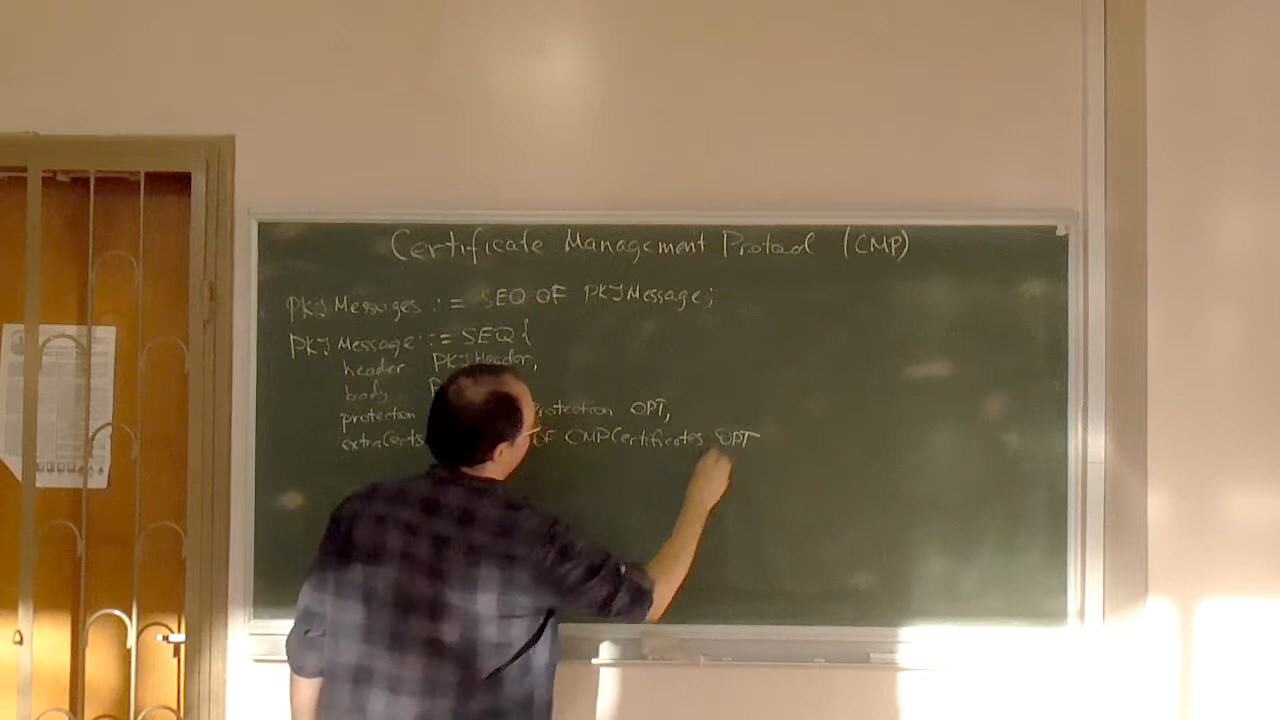 Certificate Management Protocol (CMP)
PKIMessages ::= SEQ OF PKIMessage;
PKIMessage ::= SEQ {
header PKIHeader,
body
protection rotection OPT,
extraCerts OF CMPCertificates OPT